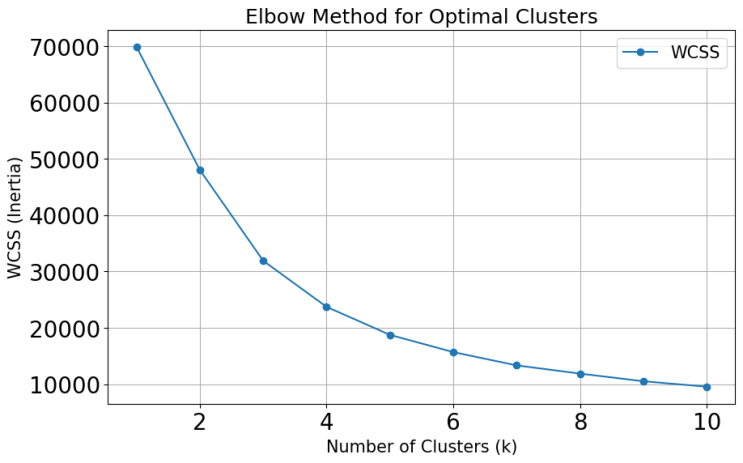 Elbow Method for Optimal Clusters
WCSS
70000
60000
50000
40000
30000
20000
10000
WCSS (Inertia)
2 4 6 8 10
Number of Clusters (k)